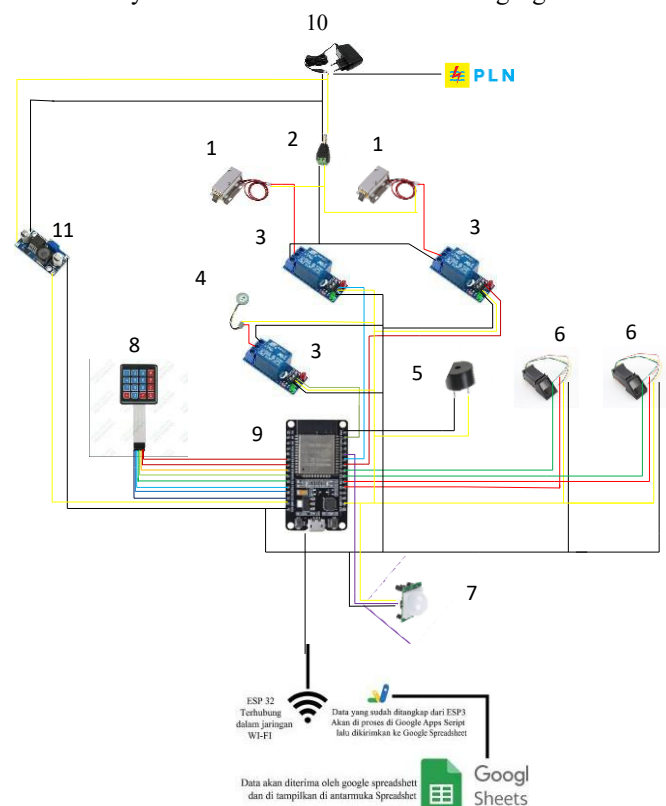 10
PLN
1
2
1
11
3
3
4
8
3
5
6
6
9
7
ESP 32
Terhubung
dalam jaringan
WI-FI
Data yang sudah ditangkap dari ESP3
Akan di proses di Google Apps Script
lalu dikirimkan ke Google Spreadsheet
Data akan diterima oleh google spreadshett
dan di tampilkan di antarmuka Spreadshet
Googl
Sheets